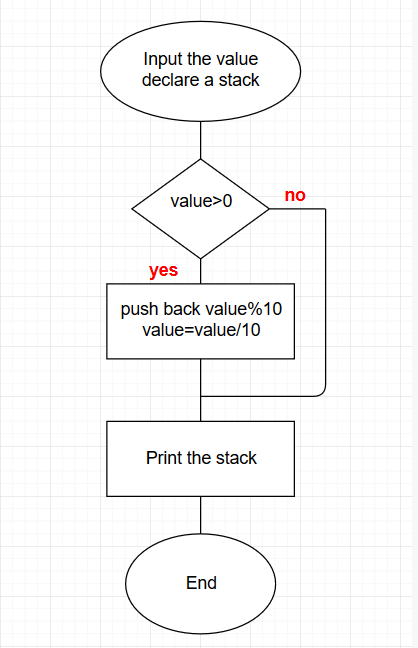 Input the value
declare a stack
value>0
no
yes
push back value%10
value=value/10
Print the stack
End